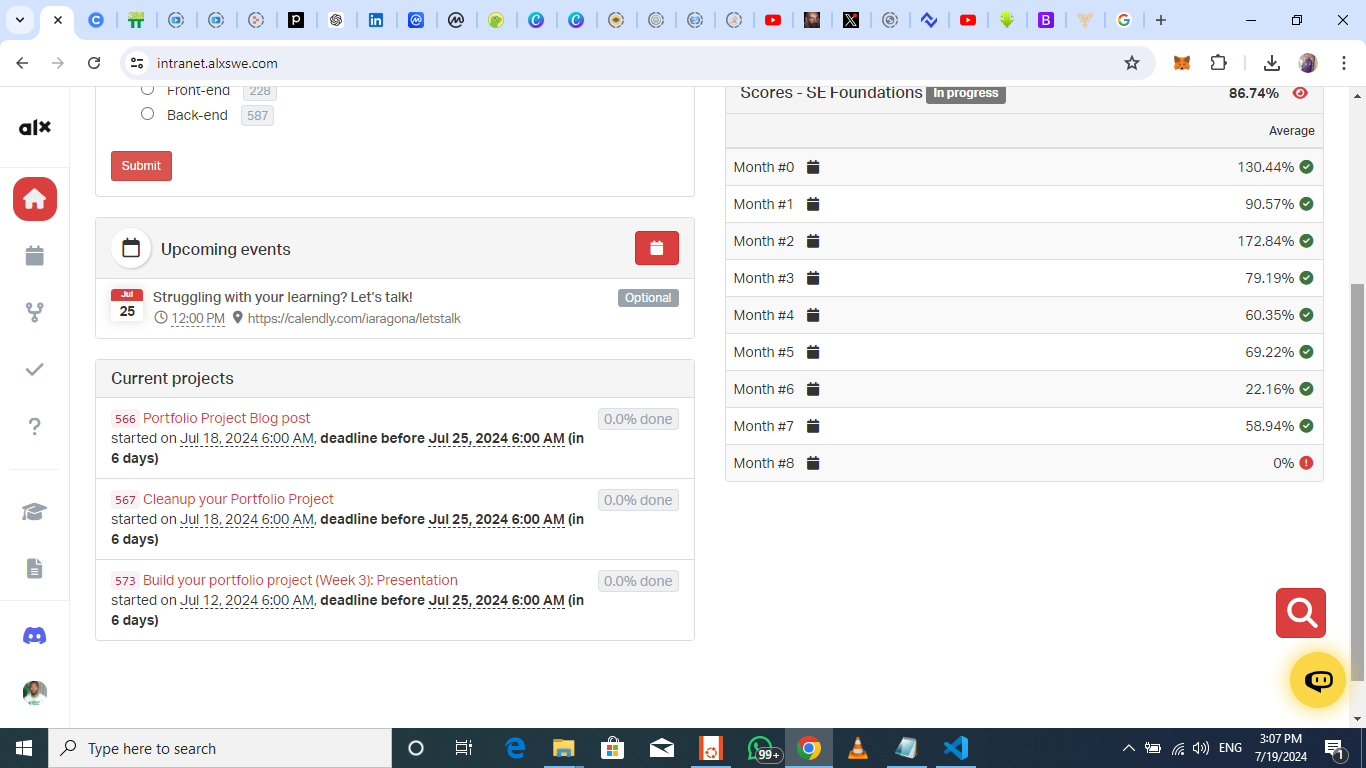 intranet.alxswe.com
alx
Front-end 228
Back-end 587
Submit
Upcoming events
Jul
25
Struggling with your learning? Let's talk!
Optional
12:00 PM https://calendly.com/iaragona/letstalk
Current projects
566 Portfolio Project Blog post
0.0% done
started on Jul 18, 2024 6:00 AM, deadline before Jul 25, 2024 6:00 AM (in
6 days)
567 Cleanup your Portfolio Project
0.0% done
started on Jul 18, 2024 6:00 AM, deadline before Jul 25, 2024 6:00 AM (in
6 days)
573 Build your portfolio project (Week 3): Presentation
0.0% done
started on Jul 12, 2024 6:00 AM, deadline before Jul 25, 2024 6:00 AM (in
6 days)
Scores - SE Foundations In progress 86.74%
Average
Month #0 130.44%
Month #1 90.57%
Month #2 172.84%
Month #3 79.19%
Month #4 60.35%
Month #5 69.22%
Month #6 22.16%
Month #7 58.94%
Month #8 0%
Type here to search
99+
ENG
3:07 PM
7/19/2024
1